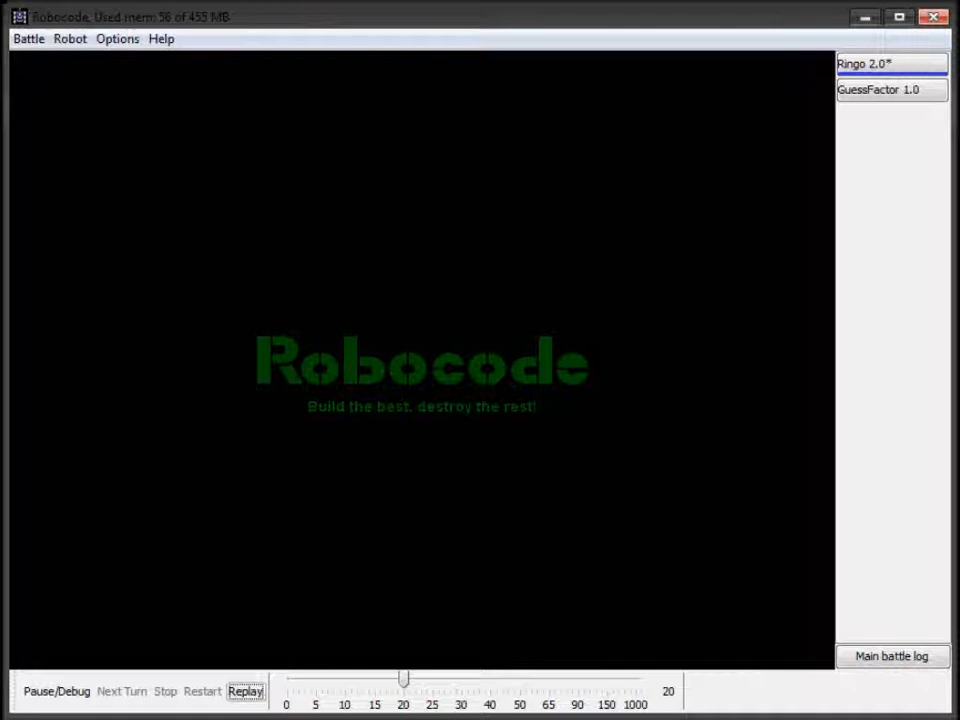 Robocode. Used mem: 56 of 455 MB
Battle Robot Options Help
Ringo 2.0*
GuessFactor 1.0
Robocode
Build the best, destroy the rest!
Main battle log
Pause/Debug Next Turn Stop Restart Replay
20
0 5 10 15 20 25 30 40 50 65 90 150 1000